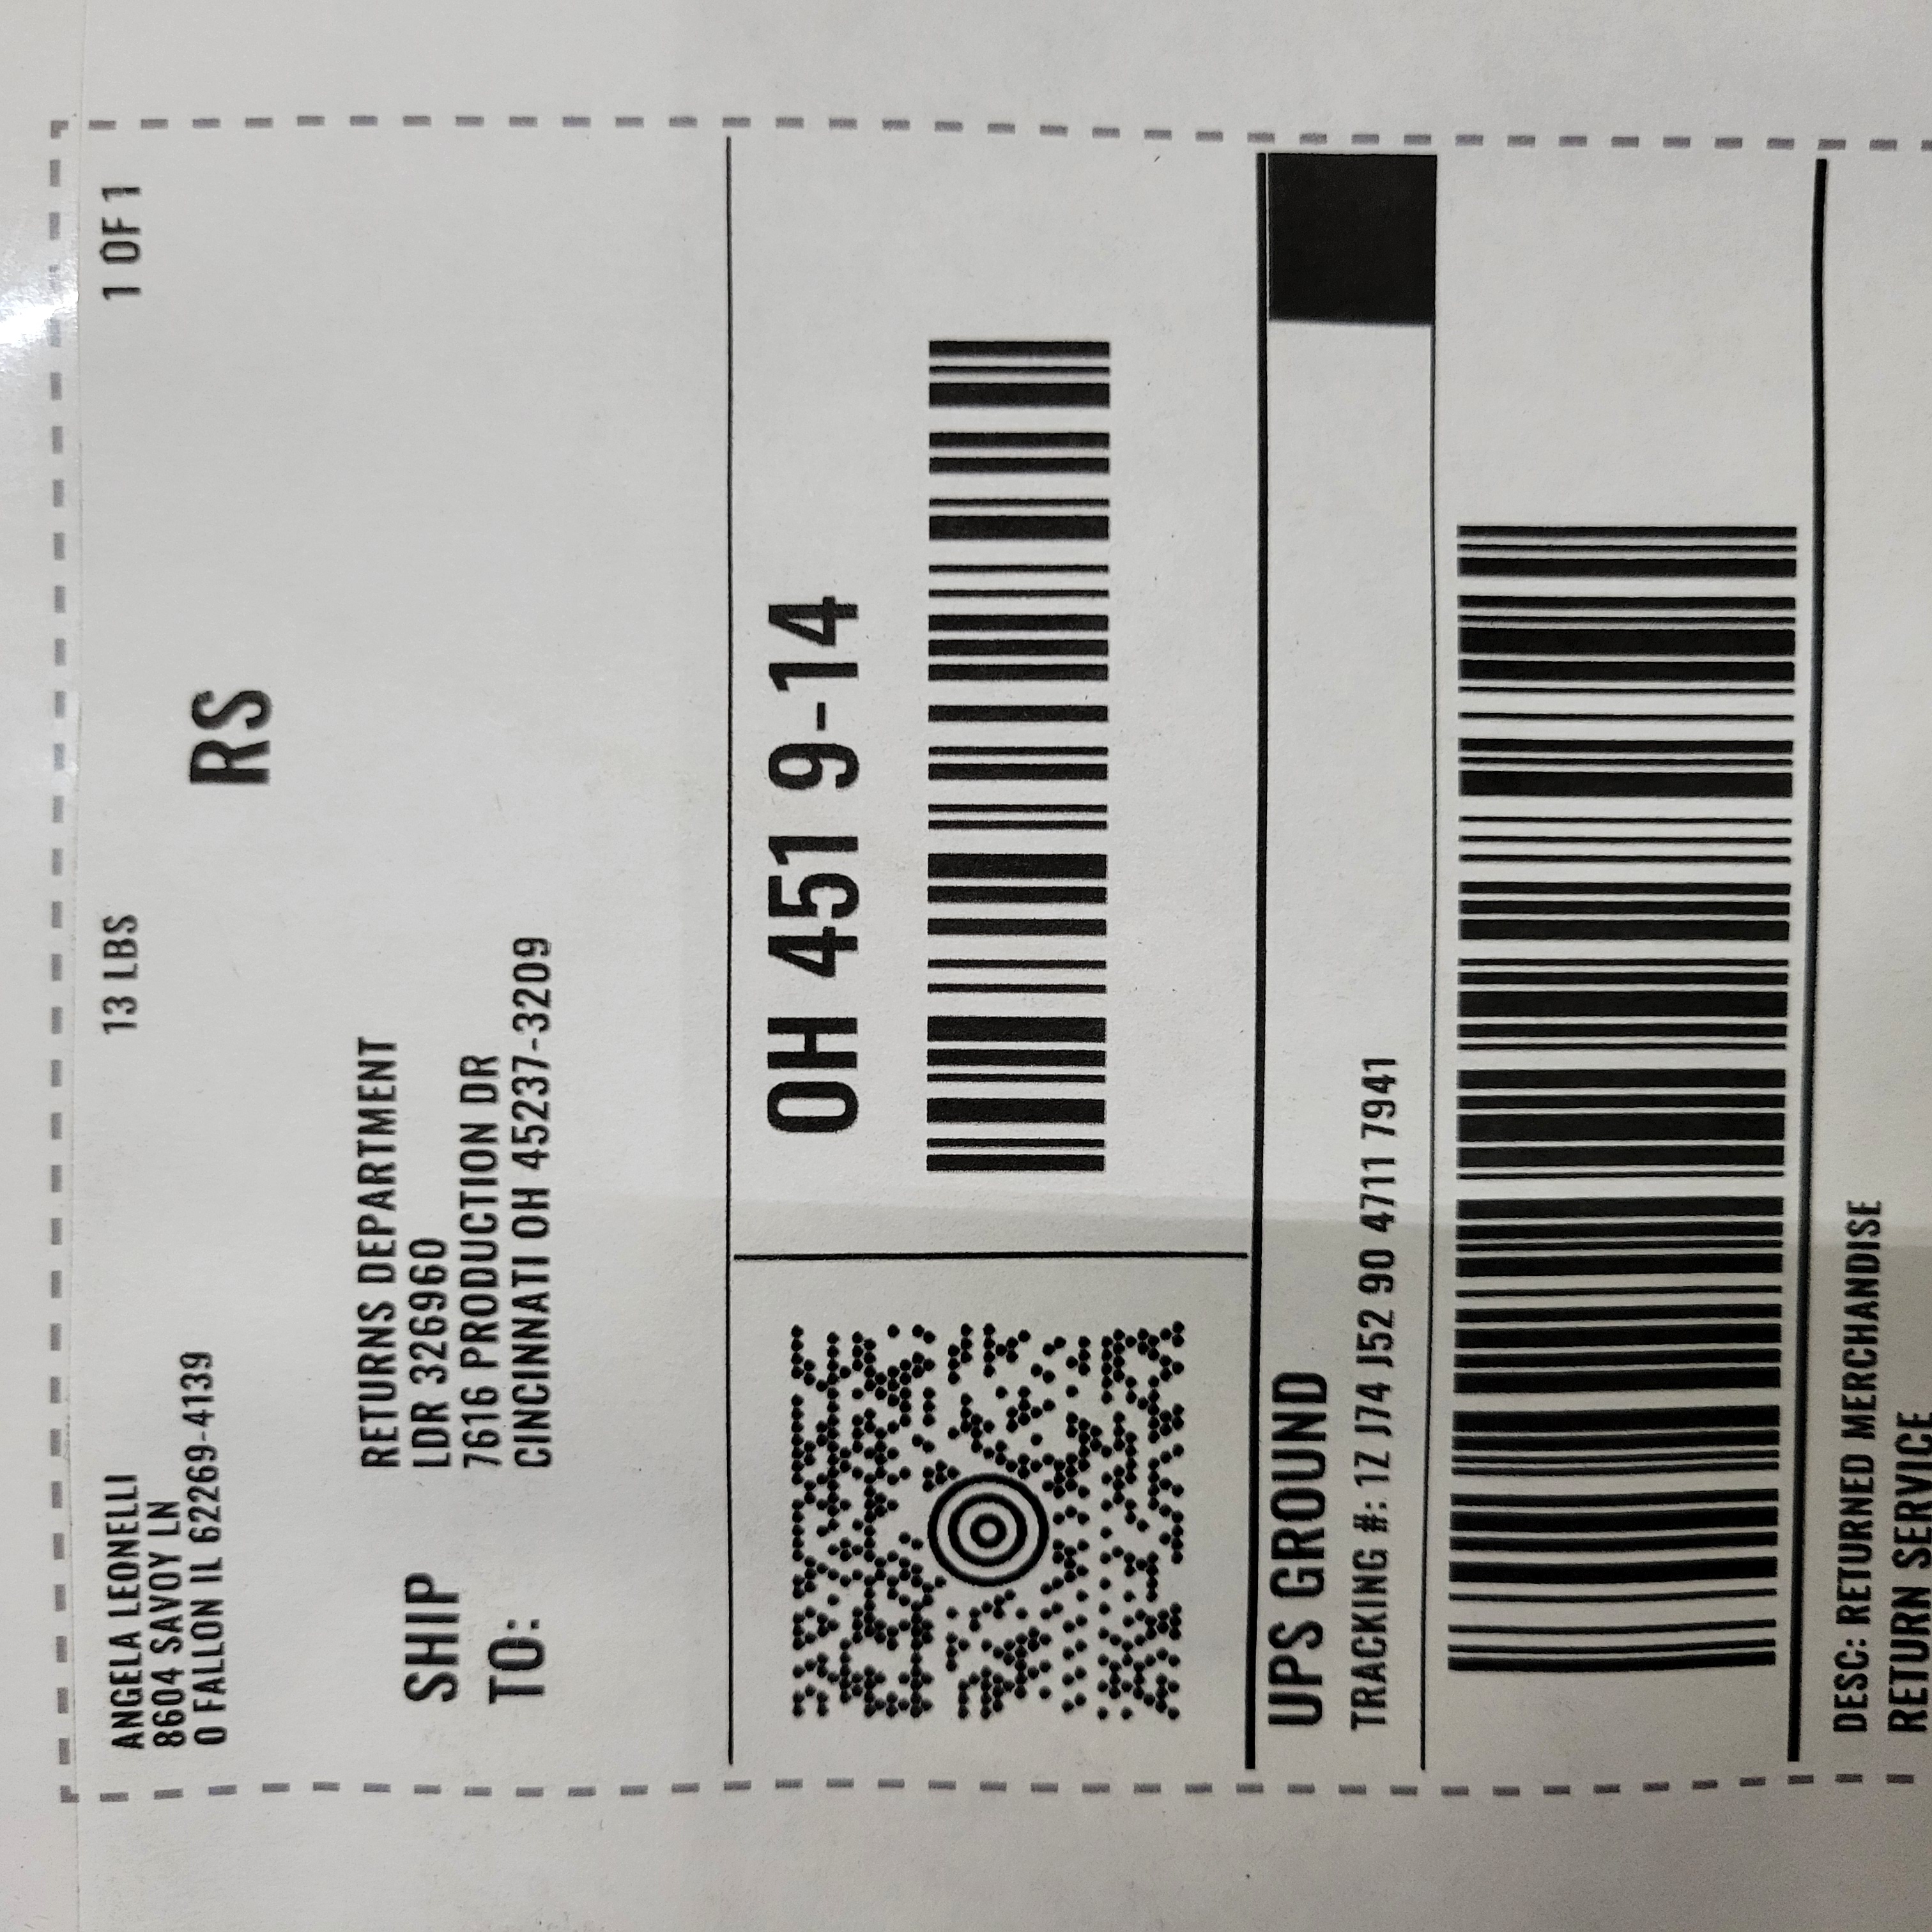 ANGELA LEONELLI
8604 SAVOY LN
O FALLON IL 62269-4139
13 LBS
1 OF 1
RS
SHIP
TO:
RETURNS DEPARTMENT
LDR 326960
7616 PRODUCTION DR
CINCINNATI OH 45237-3209
OH 451 9-14
UPS GROUND
TRACKING #: 1Z J74 J52 90 4711 7941
DESC: RETURNED MERCHANDISE
RETURN SERVICE